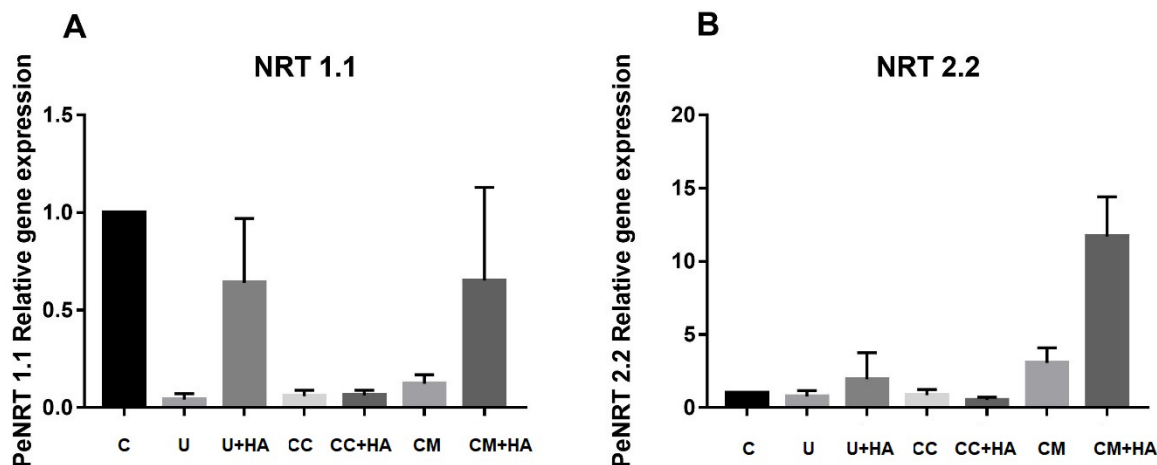 A
NRT 1.1
PeNRT 1.1 Relative gene expression
1.5
1.0
0.5
0.0
C U U+HA CC CC+HA CM CM+HA
B
NRT 2.2
PeNRT 2.2 Relative gene expression
20
15
10
5
0
C U U+HA CC CC+HA CM CM+HA